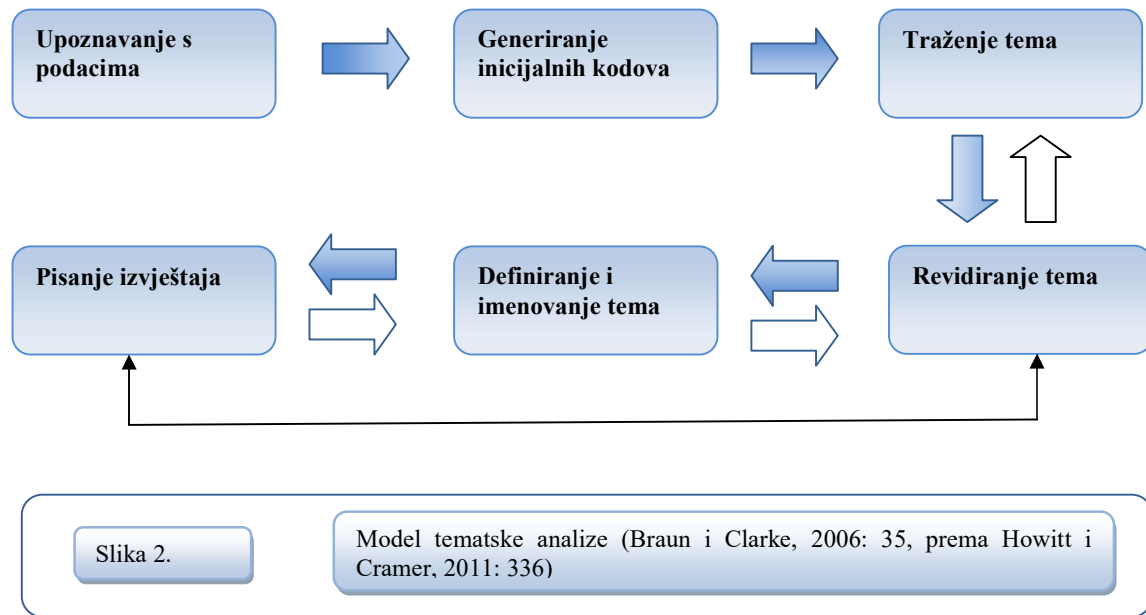 Upoznavanje s
podacima
Generiranje
inicijalnih kodova
Traženje tema
Pisanje izvještaja
Definiranje i
imenovanje tema
Revidiranje tema
Slika 2.
Model tematske analize (Braun i Clarke, 2006: 35, prema Howitt i
Cramer, 2011: 336)